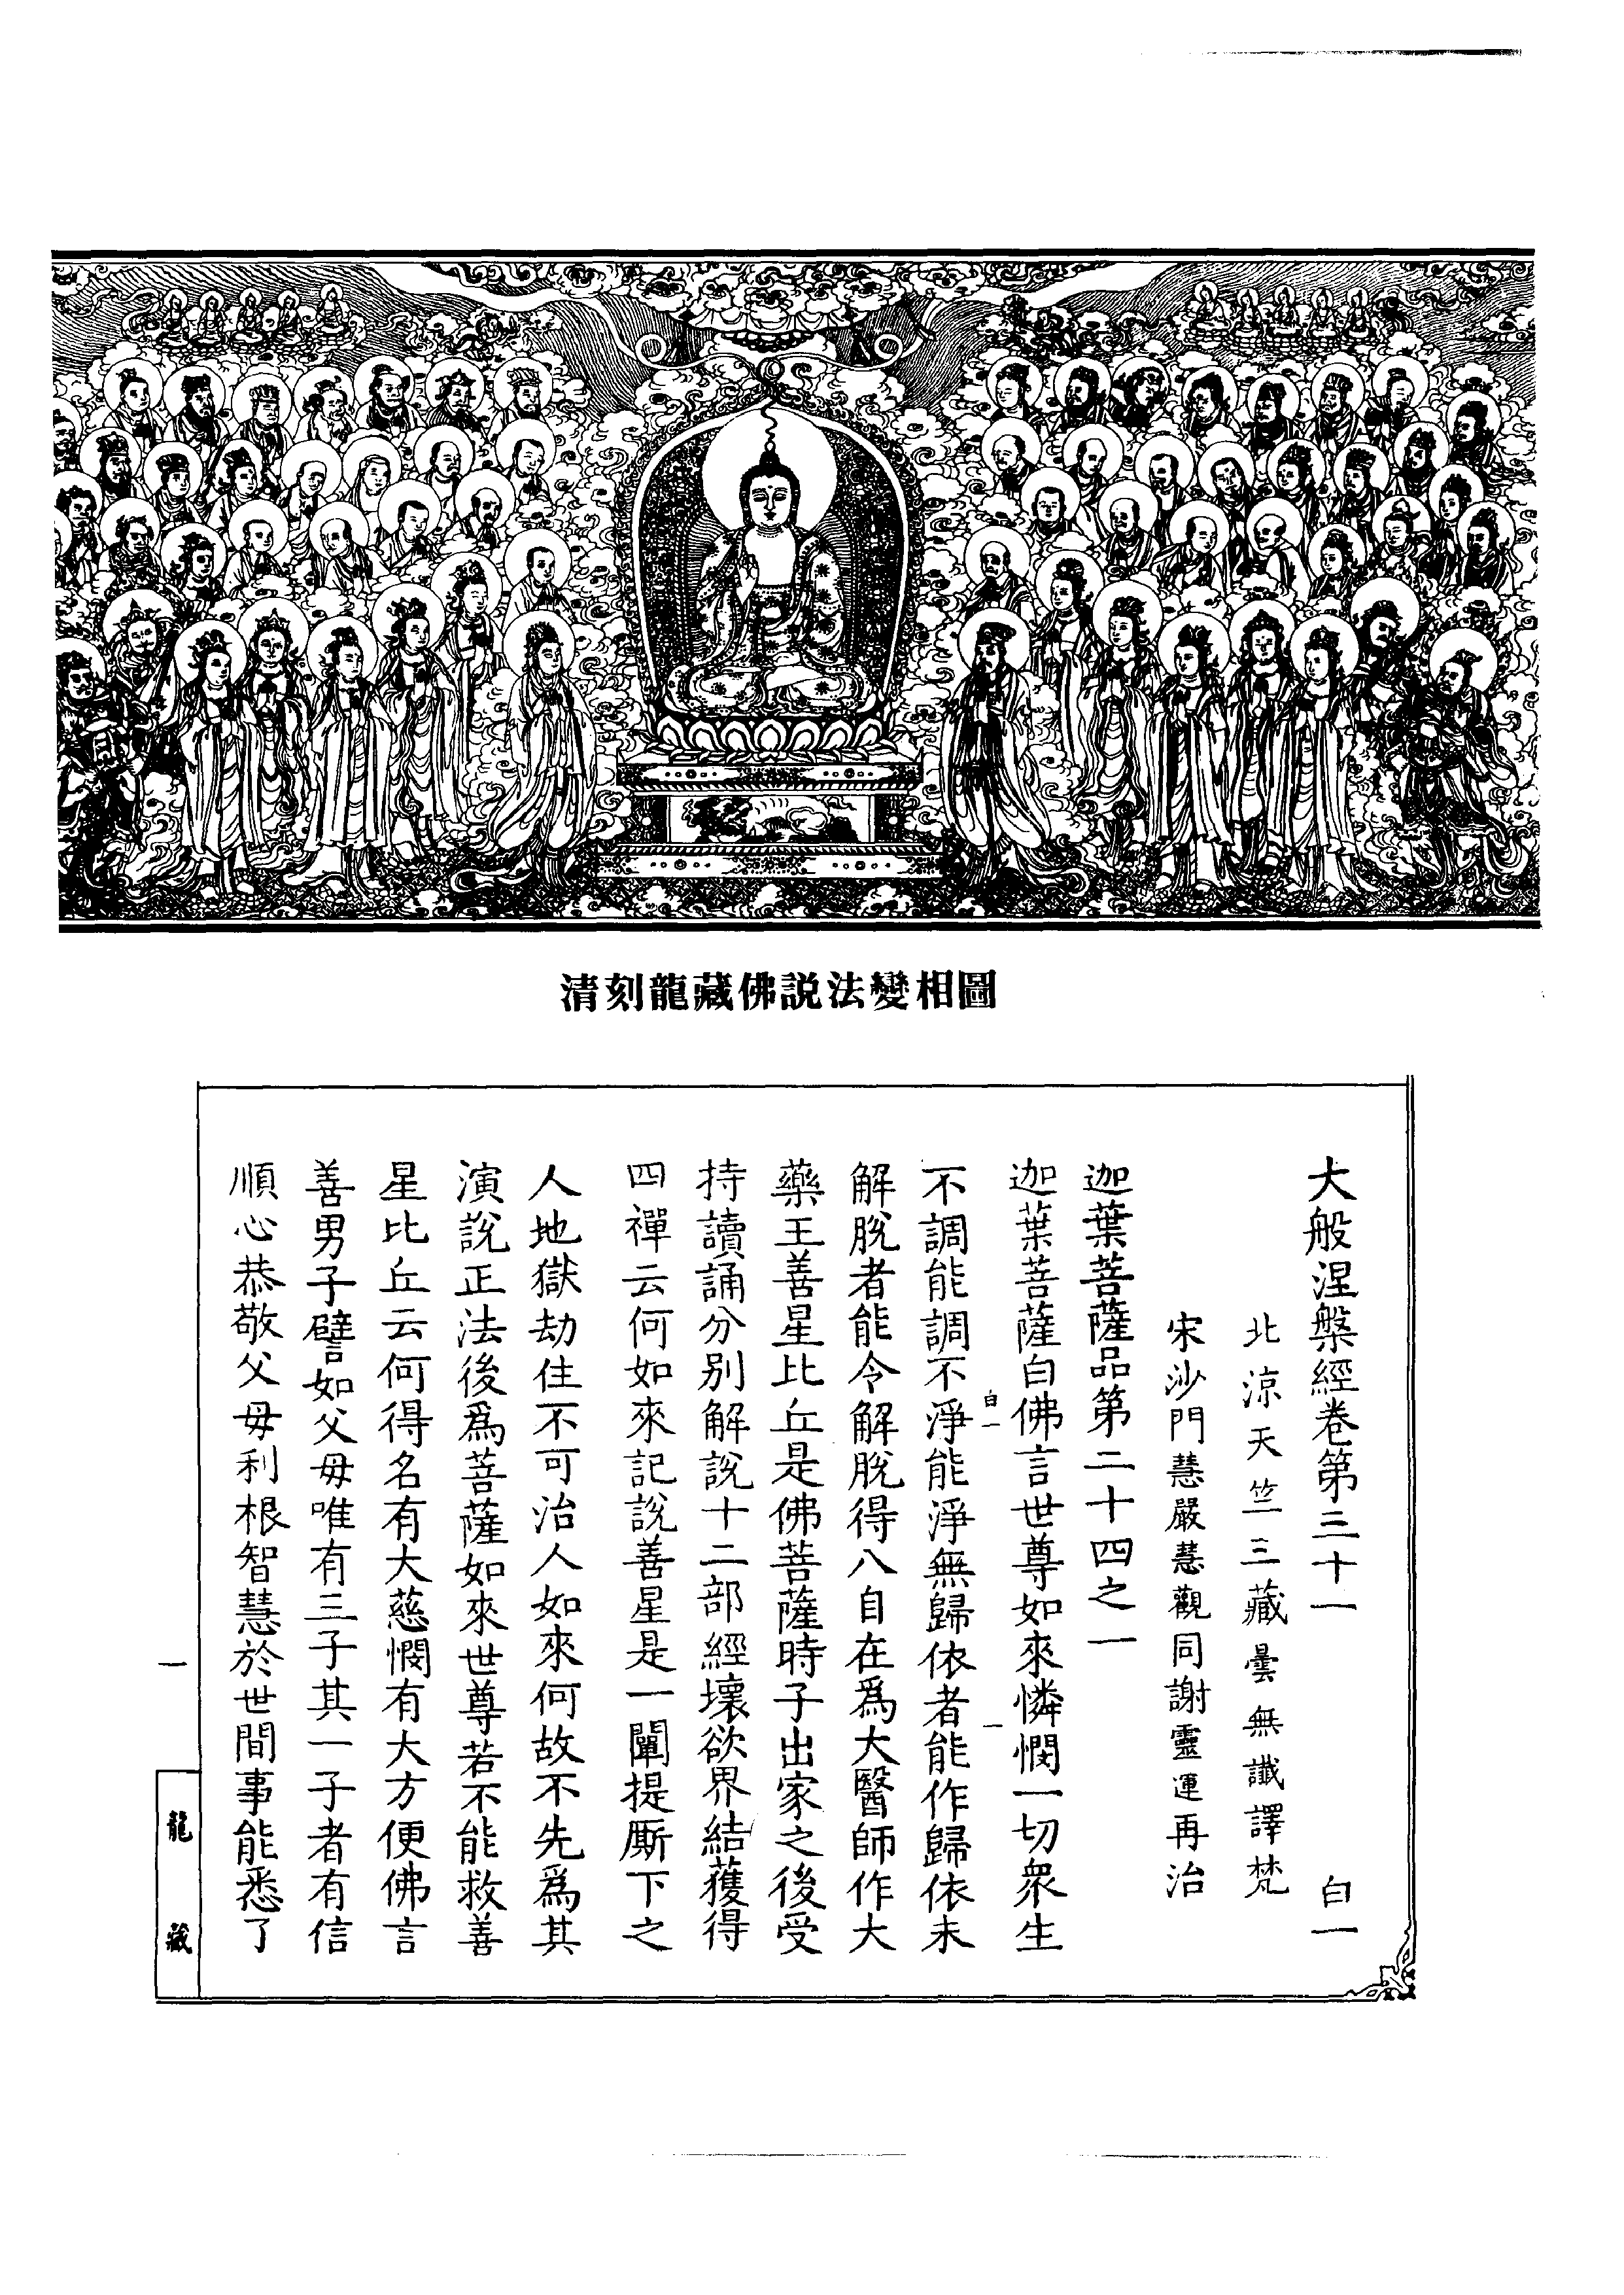 清刻龍藏佛説法變相圖
大般涅槃經卷第三十一　白一
北涼天竺三藏曇無讖譯梵
宋沙門慧嚴慧觀同謝靈運再治
迦葉菩薩品第二十四之一
迦葉菩薩白佛言世尊如來憐憫一切衆生
白一　一
不調能調不淨能淨無歸依者能作歸依未
解脫者能令解脫得八自在爲大醫師作大
藥王善星比丘是佛菩薩時子出家之後受
持讀誦分別解說十二部經壞欲界結獲得
四禪云何如來記說善星是一闡提厮下之
人地獄劫住不可治人如來何故不先爲其
演說正法後爲菩薩如來世尊若不能救善
星比丘云何得名有大慈憫有大方便佛言
善男子譬如父毋唯有三子其一子者有信
順心恭敬父毋利根智慧於世間事能悉了
一
龍藏